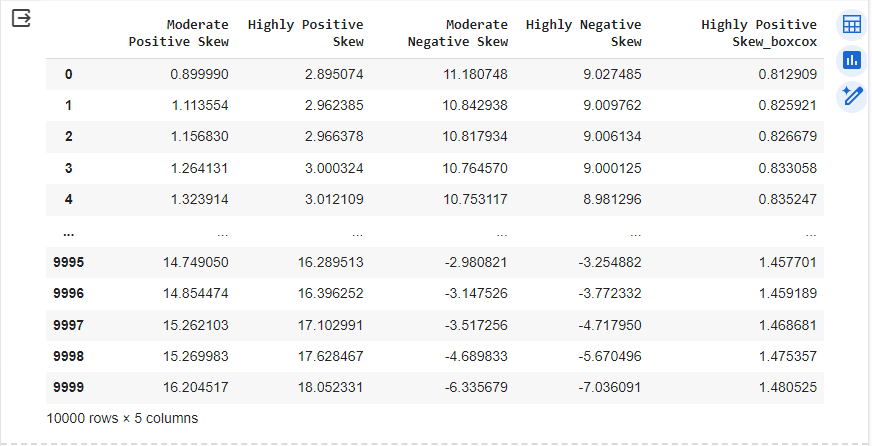 Moderate Highly Positive Moderate Highly Negative Highly Positive
Positive Skew Skew Negative Skew Skew Skew_boxcox
0 0.899990 2.895074 11.180748 9.027485 0.812909
1 1.113554 2.962385 10.842938 9.009762 0.825921
2 1.156830 2.966378 10.817934 9.006134 0.826679
3 1.264131 3.000324 10.764570 9.000125 0.833058
4 1.323914 3.012109 10.753117 8.981296 0.835247
... ... ... ... ... ...
9995 14.749050 16.289513 -2.980821 -3.254882 1.457701
9996 14.854474 16.396252 -3.147526 -3.772332 1.459189
9997 15.262103 17.102991 -3.517256 -4.717950 1.468681
9998 15.269983 17.628467 -4.689833 -5.670496 1.475357
9999 16.204517 18.052331 -6.335679 -7.036091 1.480525
10000 rows × 5 columns